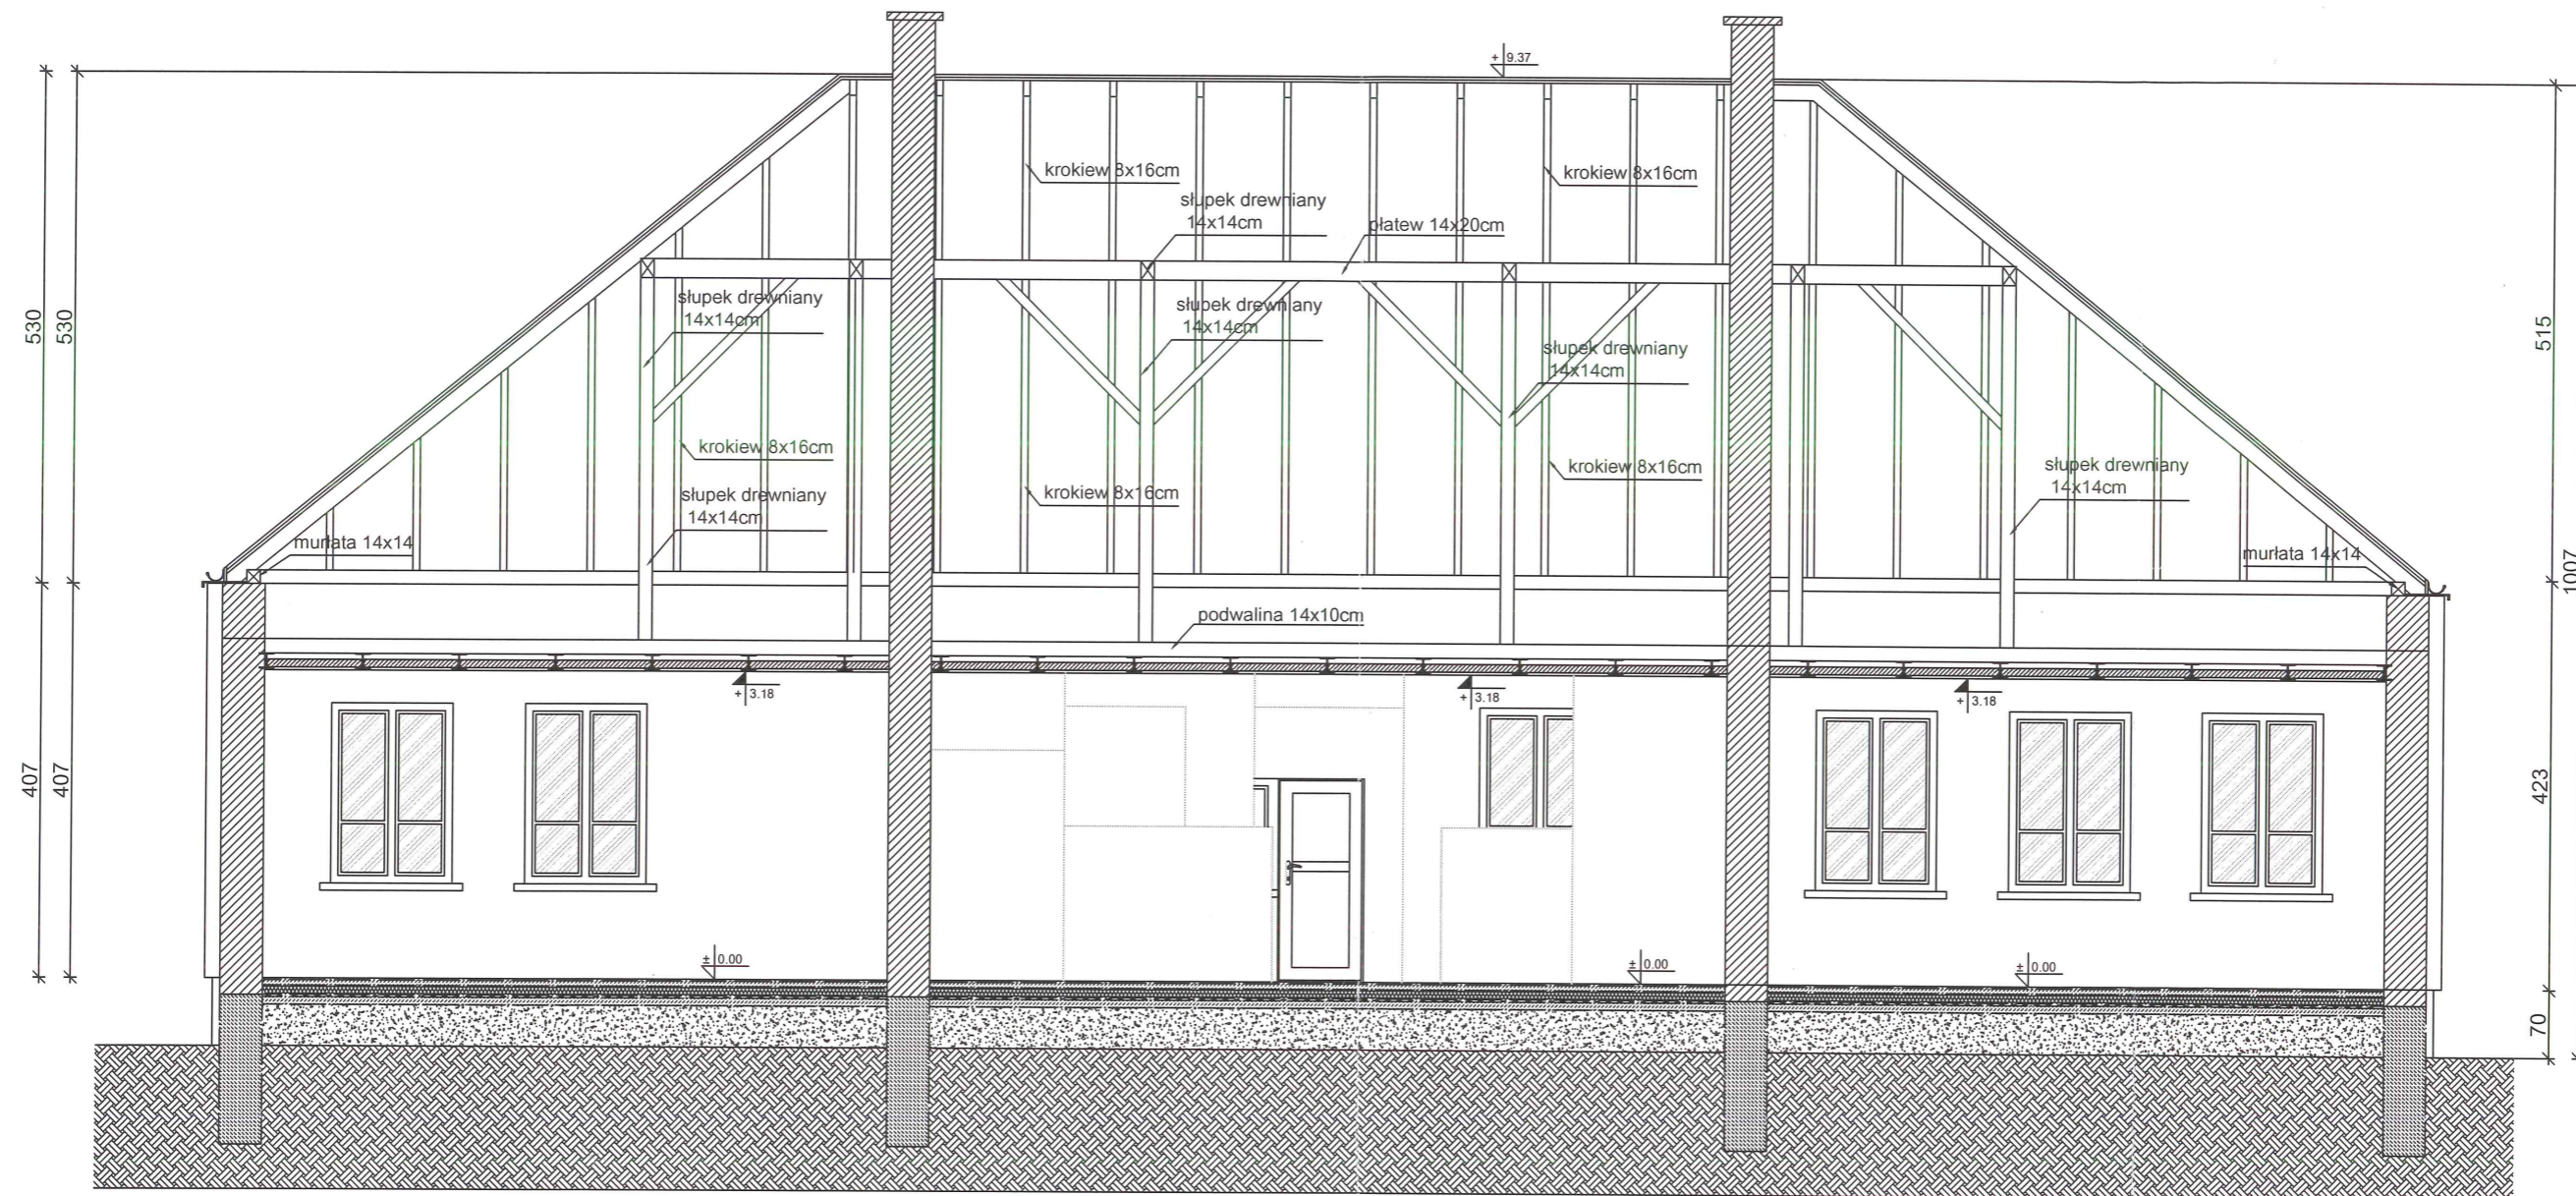 + 9.37
krokiew 8x16cm
krokiew 8x16cm
słupek drewniany
14x14cm
płatew 14x20cm
słupek drewniany
14x14cm
słupek drewniany
14x14cm
słupek drewniany
14x14cm
krokiew 8x16cm
krokiew 8x16cm
krokiew 8x16cm
słupek drewniany
14x14cm
słupek drewniany
14x14cm
murłata 14x14
murłata 14x14
podwalina 14x10cm
+ 3.18
+ 3.18
+ 3.18
± 0.00
± 0.00
± 0.00
530
530
407
407
515
423
70
1007